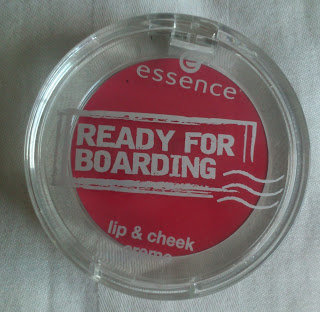 essence
READY FOR
BOARDING
lip & cheek